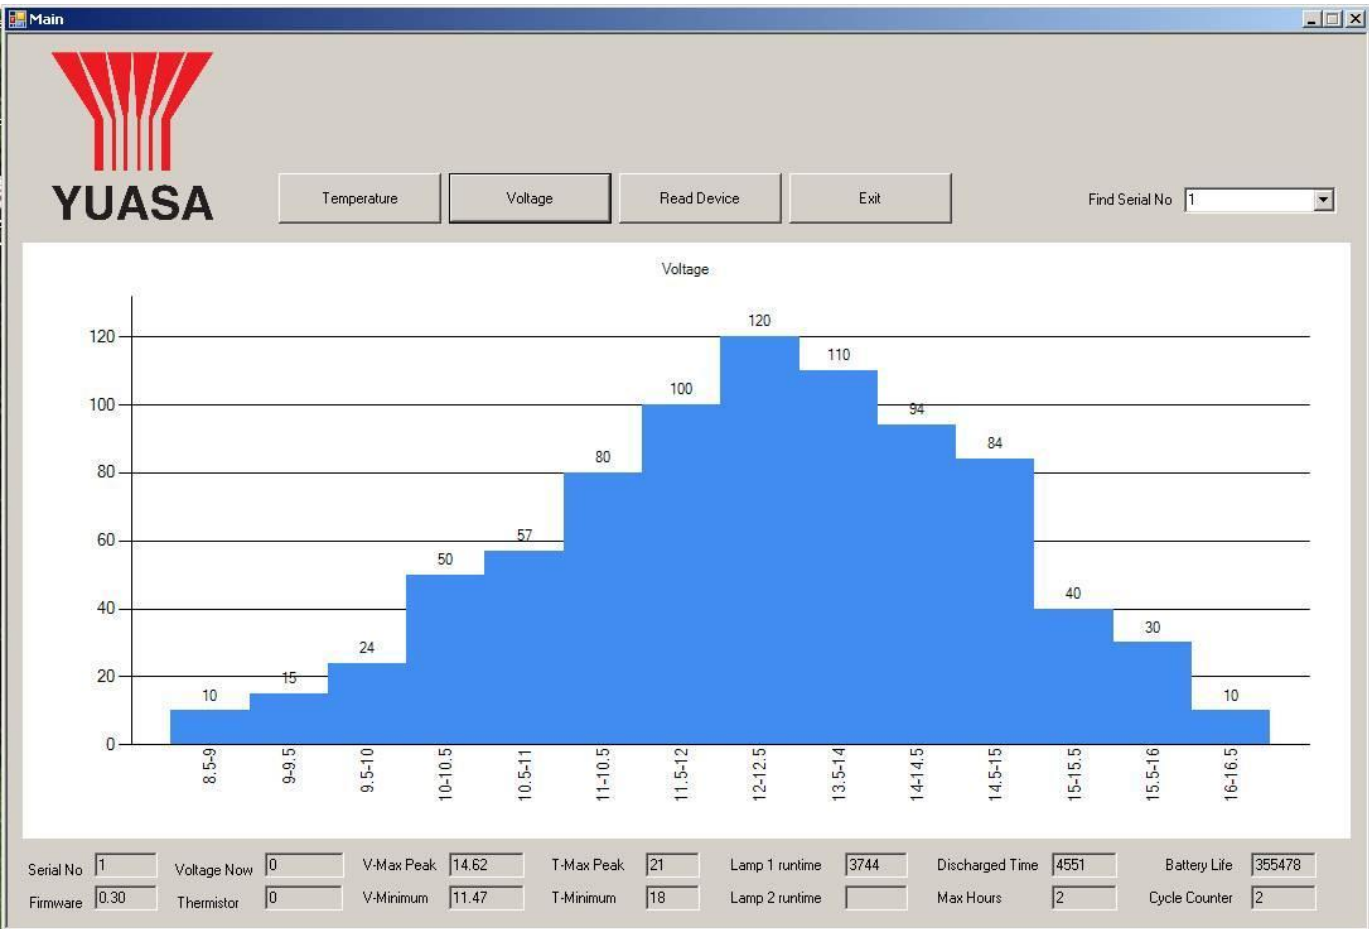 Main
YUASA
Temperature Voltage Read Device Exit Find Serial No 1
Voltage
120
100
80
60
40
20
0
10 15 24 50 57 80 100 120 110 94 84 40 30 10
8.5-9 9-9.5 9.5-10 10-10.5 10.5-11 11-10.5 11.5-12 12-12.5 13.5-14 14-14.5 14.5-15 15-15.5 15.5-16 16-16.5
Serial No 1 Voltage Now 0 V-Max Peak 14.62 T-Max Peak 21 Lamp 1 runtime 3744 Discharged Time 4551 Battery Life 355478
Firmware 0.30 Thermistor 0 V-Minimum 11.47 T-Minimum 18 Lamp 2 runtime Max Hours 2 Cycle Counter 2